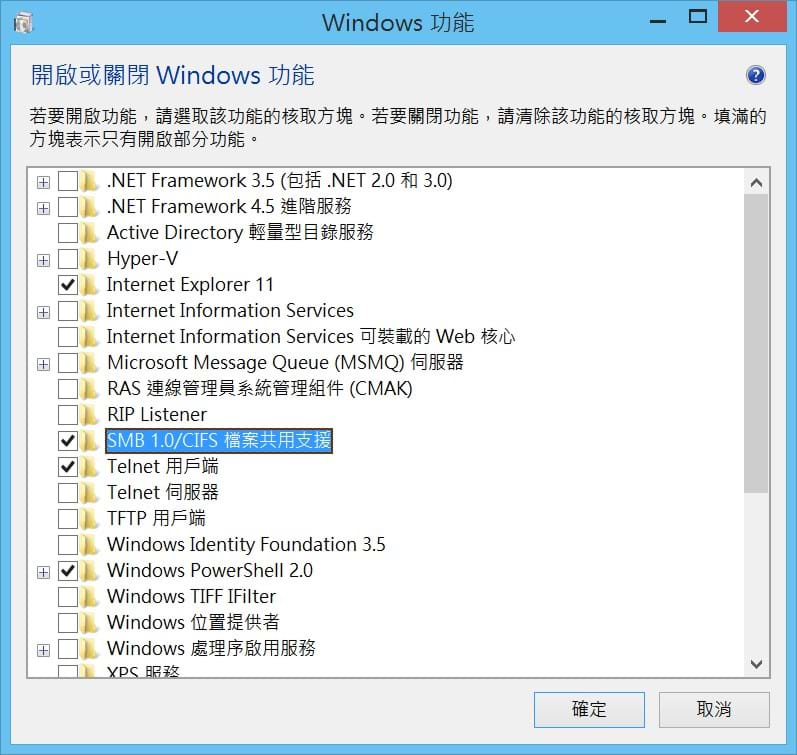 Windows 功能
開啟或關閉 Windows 功能
若要開啟功能，請選取該功能的核取方塊。若要關閉功能，請清除該功能的核取方塊。填滿的
方塊表示只有開啟部分功能。
.NET Framework 3.5 (包括 .NET 2.0 和 3.0)
.NET Framework 4.5 進階服務
Active Directory 輕量型目錄服務
Hyper-V
Internet Explorer 11
Internet Information Services
Internet Information Services 可裝載的 Web 核心
Microsoft Message Queue (MSMQ) 伺服器
RAS 連線管理員系統管理組件 (CMAK)
RIP Listener
SMB 1.0/CIFS 檔案共用支援
Telnet 用戶端
Telnet 伺服器
TFTP 用戶端
Windows Identity Foundation 3.5
Windows PowerShell 2.0
Windows TIFF IFilter
Windows 位置提供者
Windows 處理序啟用服務
XPS 服務
確定
取消